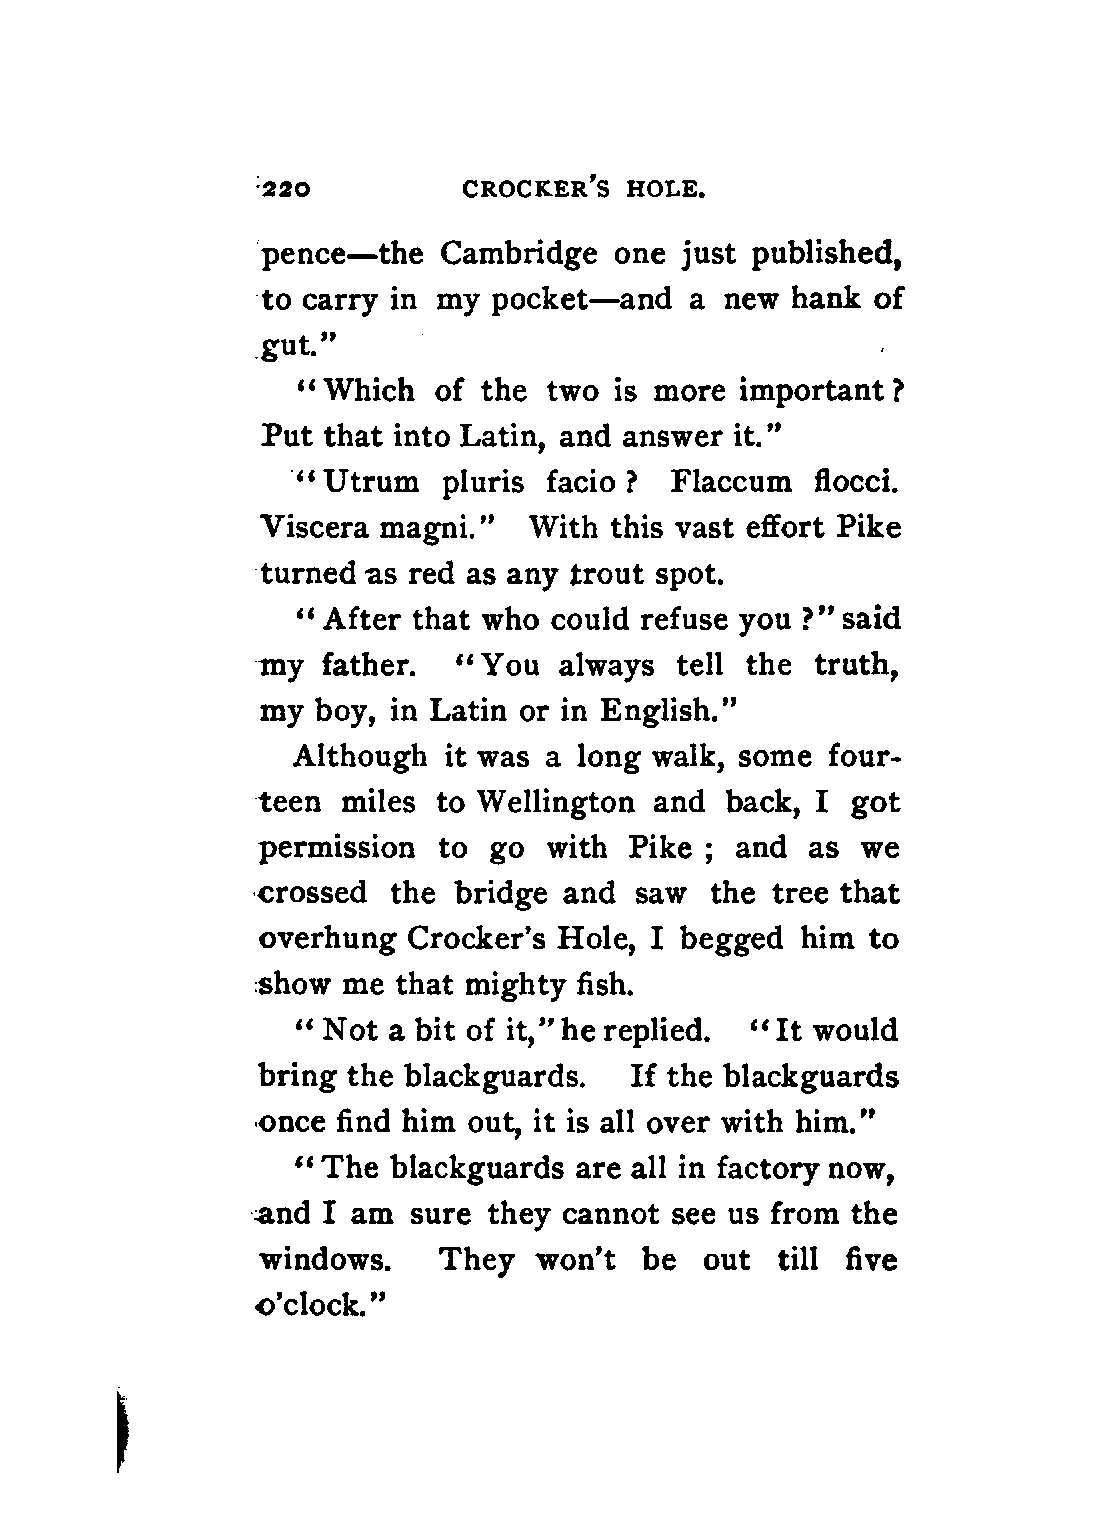 220 CROCKER'S HOLE.
pence—the Cambridge one just published,
to carry in my pocket—and a new hank of
gut."
"Which of the two is more important?
Put that into Latin, and answer it."
"Utrum pluris facio? Flaccum flocci.
Viscera magni." With this vast effort Pike
turned as red as any trout spot.
"After that who could refuse you?" said
my father. "You always tell the truth,
my boy, in Latin or in English."
Although it was a long walk, some four-
teen miles to Wellington and back, I got
permission to go with Pike; and as we
crossed the bridge and saw the tree that
overhung Crocker's Hole, I begged him to
show me that mighty fish.
"Not a bit of it," he replied. "It would
bring the blackguards. If the blackguards
once find him out, it is all over with him."
"The blackguards are all in factory now,
and I am sure they cannot see us from the
windows. They won't be out till five
o'clock."